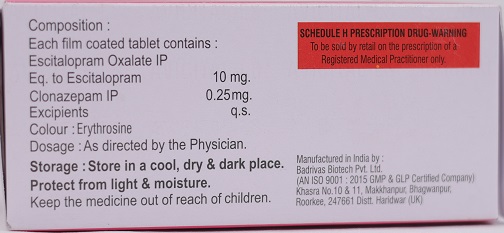 Composition :
Each film coated tablet contains :
Escitalopram Oxalate IP
Eq. to Escitalopram 10 mg.
Clonazepam IP 0.25mg.
Excipients q.s.
Colour : Erythrosine
Dosage : As directed by the Physician.
Storage : Store in a cool, dry & dark place.
Protect from light & moisture.
Keep the medicine out of reach of children.
SCHEDULE H PRESCRIPTION DRUG-WARNING
To be sold by retail on the prescription of a
Registered Medical Practitioner only.
Manufactured in India by :
Badrivas Biotech Pvt. Ltd.
(AN ISO 9001 : 2015 GMP & GLP Certified Company)
Khasra No.10 & 11, Makkhanpur, Bhagwanpur,
Roorkee, 247661 Distt. Haridwar (UK)